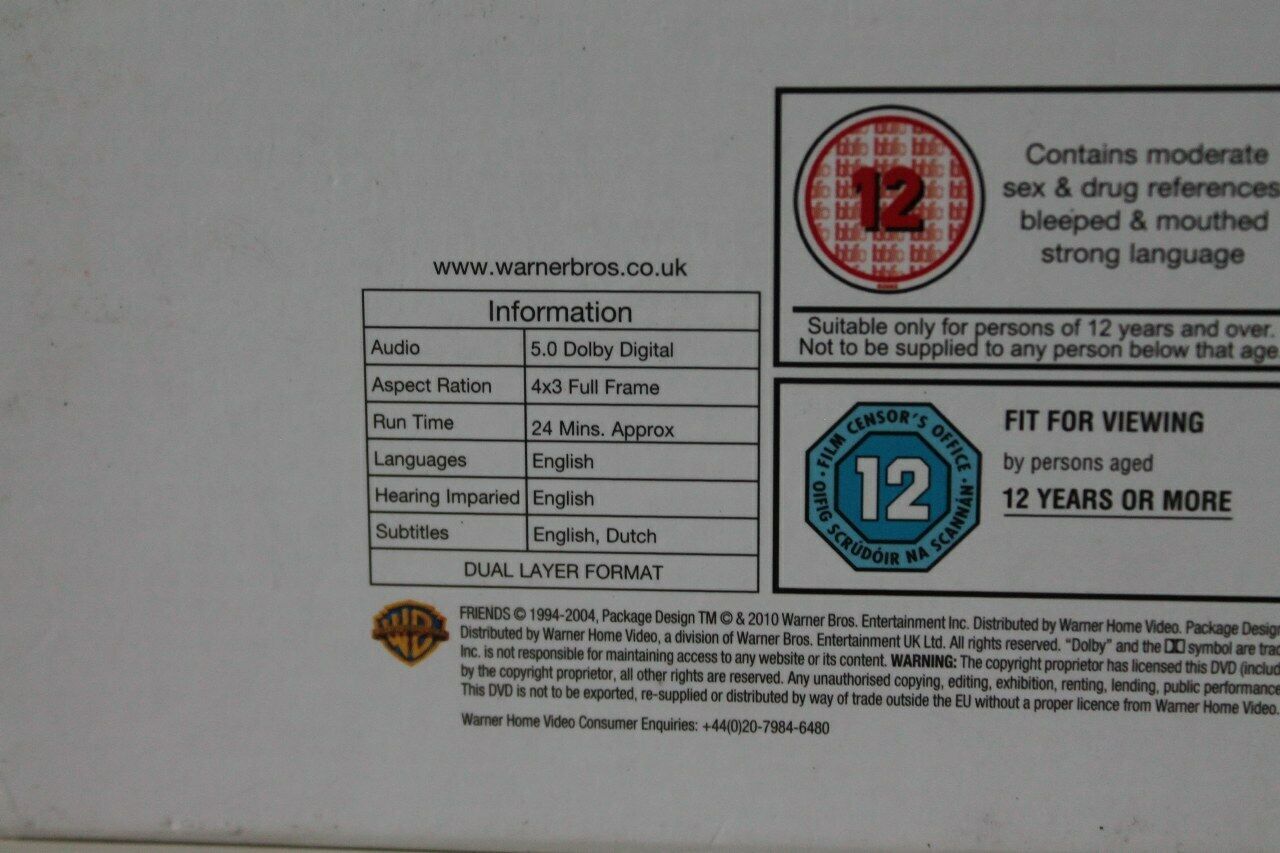 www.warnerbros.co.uk
Information
Audio 5.0 Dolby Digital
Aspect Ration 4x3 Full Frame
Run Time 24 Mins. Approx
Languages English
Hearing Imparied English
Subtitles English, Dutch
DUAL LAYER FORMAT
12
Contains moderate
sex & drug references
bleeped & mouthed
strong language
Suitable only for persons of 12 years and over.
Not to be supplied to any person below that age
· FILM CENSOR'S OFFICE ·
12
OIFIG SCRÚDÓIR NA SCANNÁN
FIT FOR VIEWING
by persons aged
12 YEARS OR MORE
WB
FRIENDS © 1994-2004, Package Design TM © & 2010 Warner Bros. Entertainment Inc. Distributed by Warner Home Video. Package Design
Distributed by Warner Home Video, a division of Warner Bros. Entertainment UK Ltd. All rights reserved. "Dolby" and the symbol are
Inc. is not responsible for maintaining access to any website or its content. WARNING: The copyright proprietor has licensed this DVD
by the copyright proprietor, all other rights are reserved. Any unauthorised copying, editing, exhibition, renting, lending, public performance
This DVD is not to be exported, re-supplied or distributed by way of trade outside the EU without a proper licence from Warner Home Video.
Warner Home Video Consumer Enquiries: +44(0)20-7984-6480